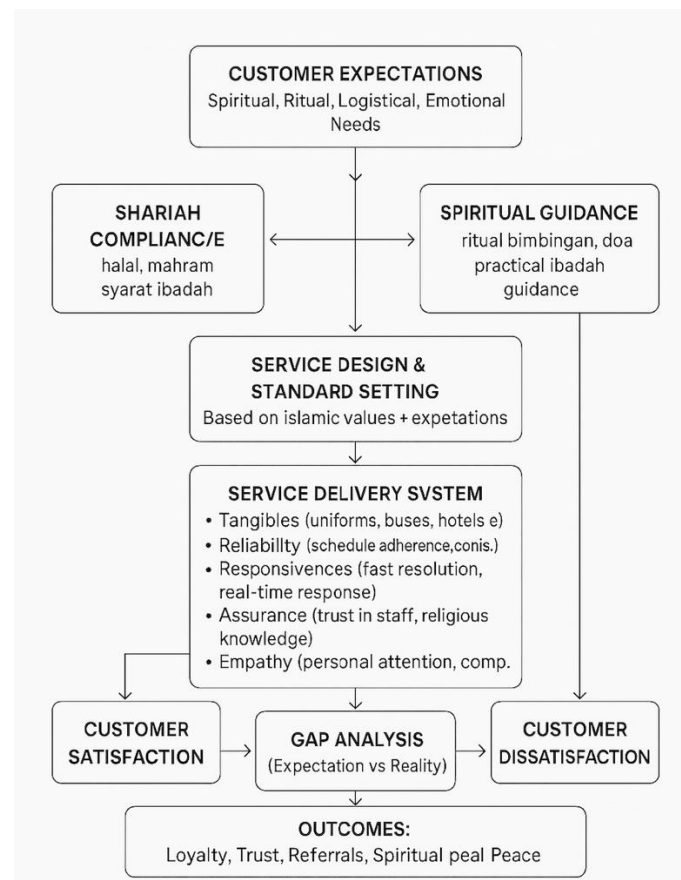 CUSTOMER EXPECTATIONS
Spiritual, Ritual, Logistical, Emotional
Needs
SHARIAH
COMPLIANC/E
halal, mahram
syarat ibadah
SPIRITUAL GUIDANCE
ritual bimbingan, doa
practical ibadah
guidance
SERVICE DESIGN &
STANDARD SETTING
Based on islamic values + expetations
SERVICE DELIVERY SVSTEM
• Tangibles (uniforms, buses, hotels e)
• Reliabillty (schedule adherence,conis.)
• Responsivences (fast resolution,
real-time response)
• Assurance (trust in staff, religious
knowledge)
• Empathy (personal attention, comp.
CUSTOMER
SATISFACTION
GAP ANALYSIS
(Expectation vs Reality)
CUSTOMER
DISSATISFACTION
OUTCOMES:
Loyalty, Trust, Referrals, Spiritual peal Peace